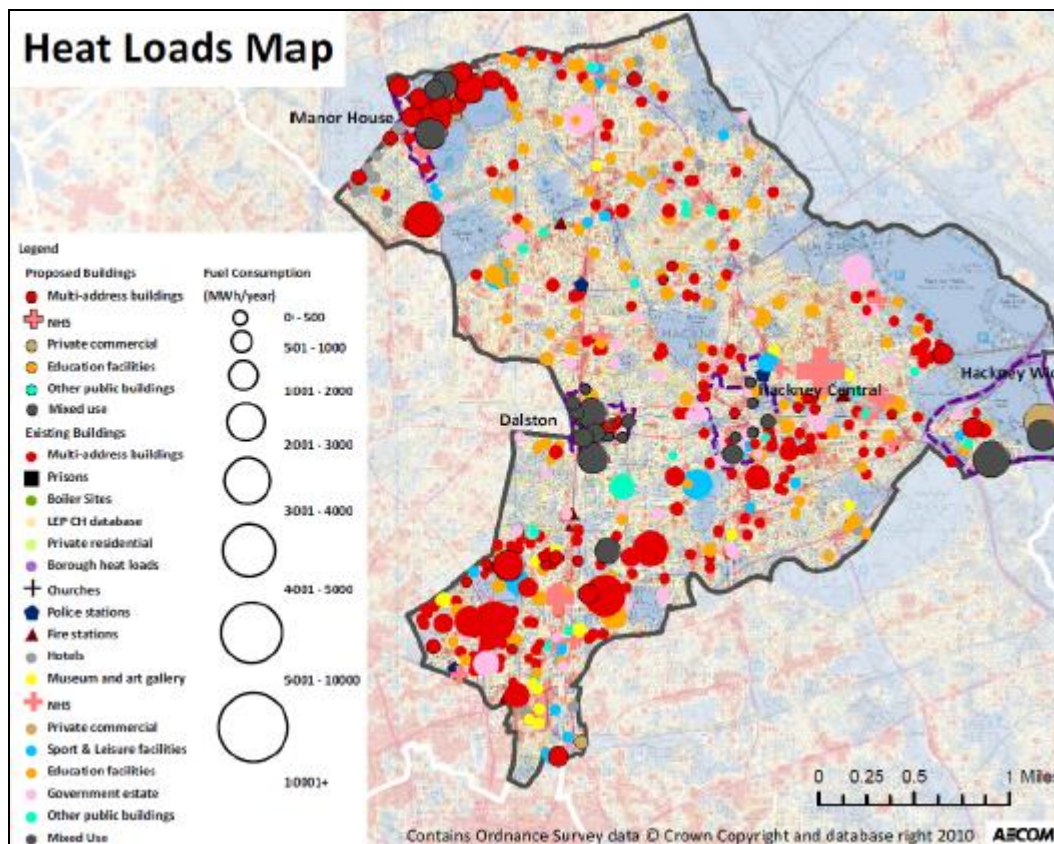 Heat Loads Map
Manor House
Legend
Proposed Buildings
Multi-address buildings
NHS
Private commercial
Education facilities
Other public buildings
Mixed use
Existing Buildings
Multi-address buildings
Prisons
Boiler Sites
LEP CH database
Private residential
Borough heat loads
Churches
Police stations
Fire stations
Hotels
Museum and art gallery
NHS
Private commercial
Sport & Leisure facilities
Education facilities
Government estate
Other public buildings
Mixed Use
Fuel Consumption
(MWh/year)
0 - 500
501 - 1000
1001 - 2000
2001 - 3000
3001 - 4000
4001 - 5000
5001 - 10000
10001+
Hackney Central
Hackney Wic
Dalston
0 0.25 0.5 1 Miles
Contains Ordnance Survey data © Crown Copyright and database right 2010 AECOM